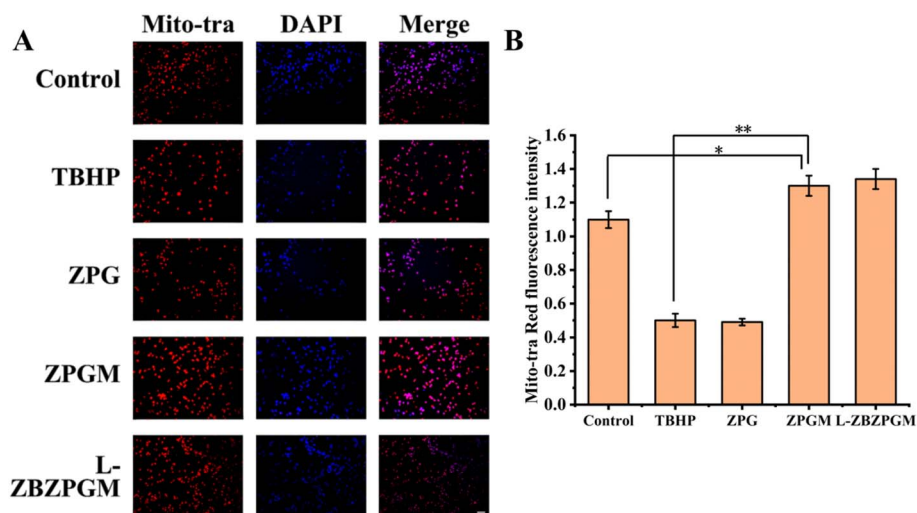 A
Mito-tra DAPI Merge
Control
TBHP
ZPG
ZPGM
L-
ZBZPGM
B
Mito-tra Red fluorescence intensity
1.6
1.4
1.2
1.0
0.8
0.6
0.4
0.2
0.0
**
*
Control TBHP ZPG ZPGM L-ZBZPGM